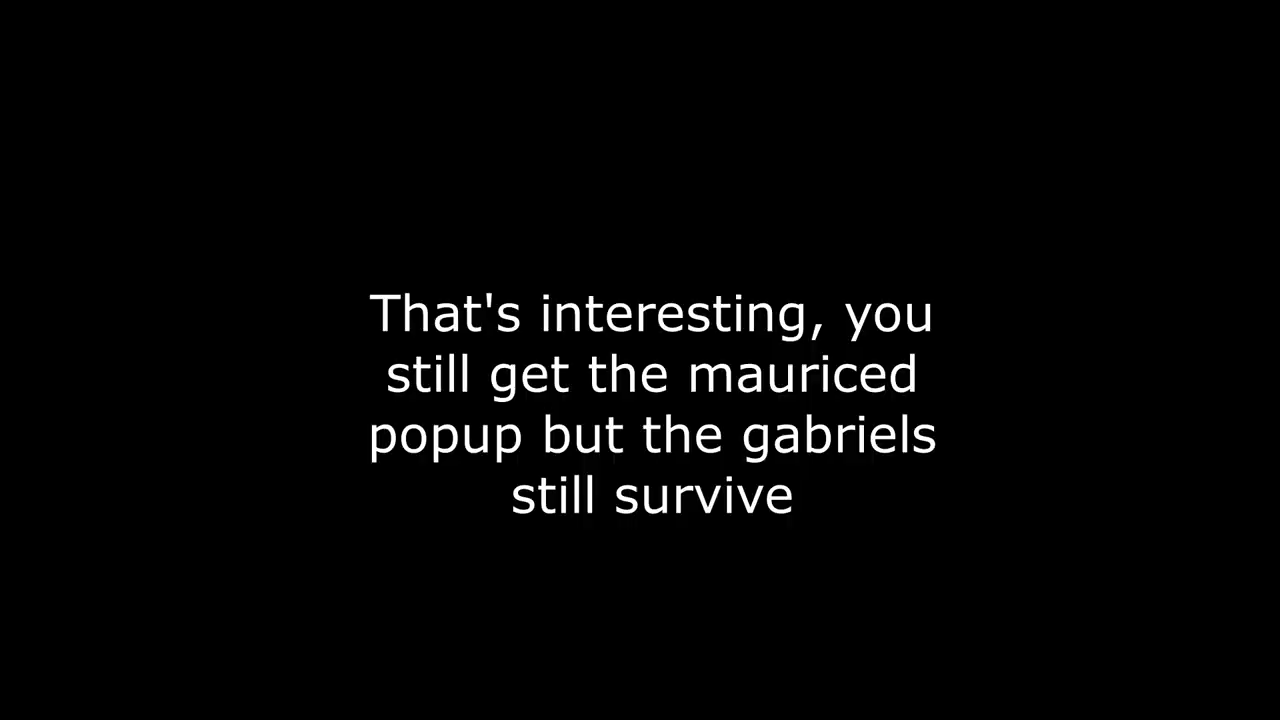 That's interesting, you
still get the mauriced
popup but the gabriels
still survive